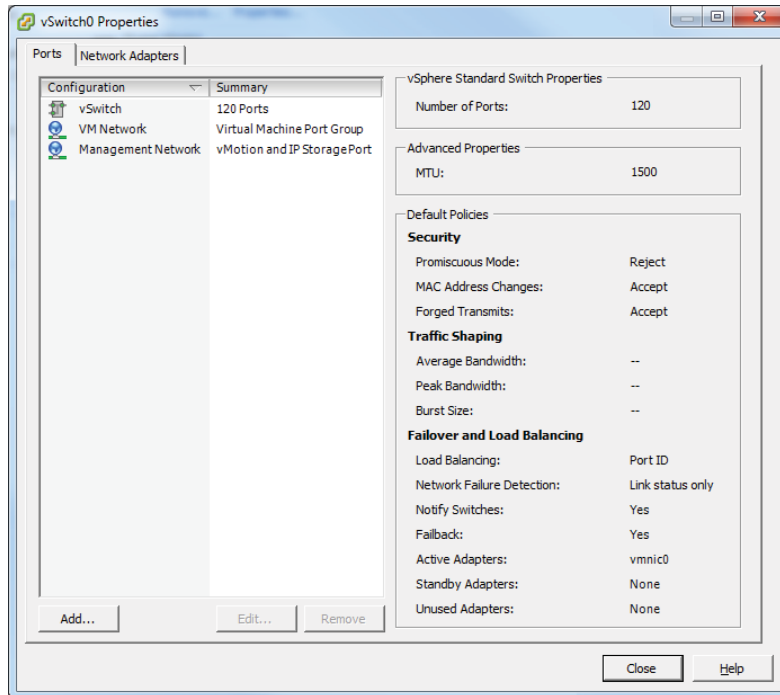 vSwitch0 Properties
Ports
Network Adapters
Configuration Summary
vSwitch 120 Ports
VM Network Virtual Machine Port Group
Management Network vMotion and IP Storage Port
Add...
Edit...
Remove
vSphere Standard Switch Properties
Number of Ports: 120
Advanced Properties
MTU: 1500
Default Policies
Security
Promiscuous Mode: Reject
MAC Address Changes: Accept
Forged Transmits: Accept
Traffic Shaping
Average Bandwidth: --
Peak Bandwidth: --
Burst Size: --
Failover and Load Balancing
Load Balancing: Port ID
Network Failure Detection: Link status only
Notify Switches: Yes
Failback: Yes
Active Adapters: vmnic0
Standby Adapters: None
Unused Adapters: None
Close
Help